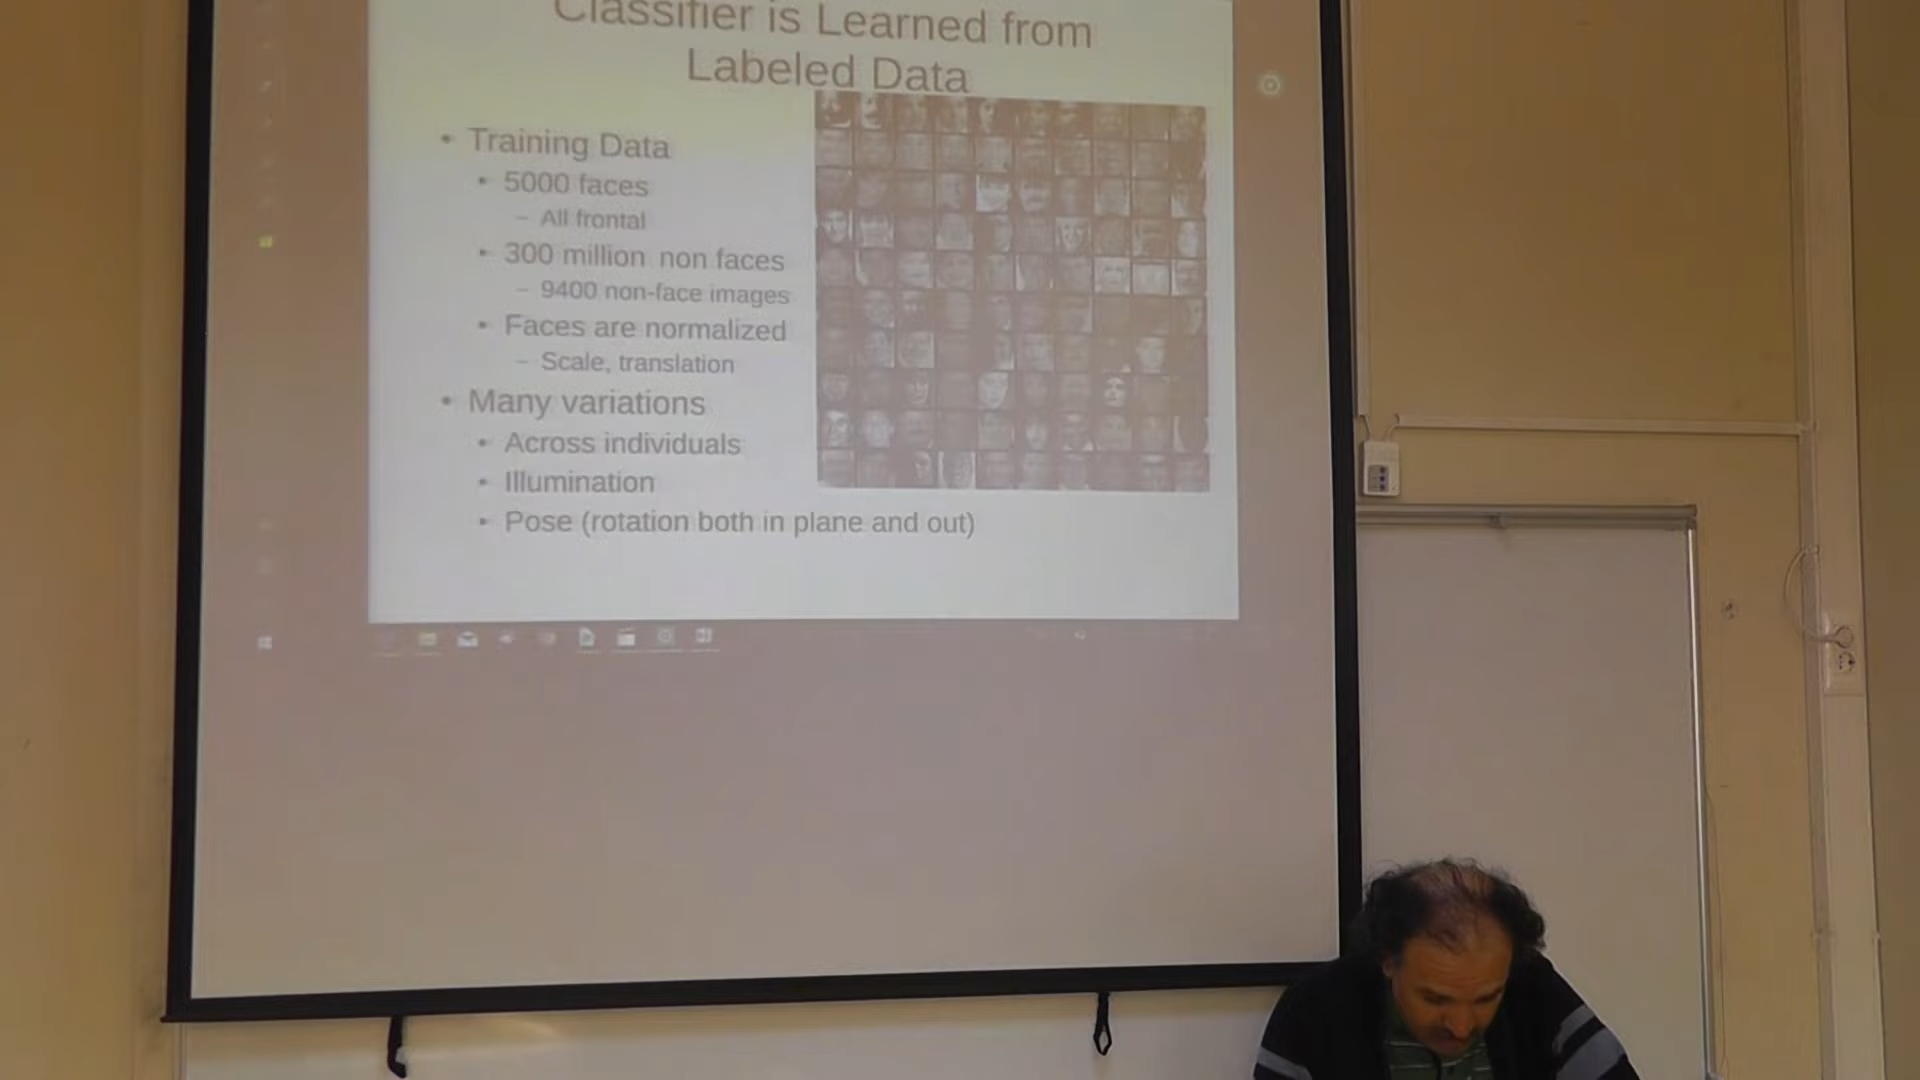 Classifier is Learned from
Labeled Data
• Training Data
• 5000 faces
– All frontal
• 300 million non faces
– 9400 non-face images
• Faces are normalized
– Scale, translation
• Many variations
• Across individuals
• Illumination
• Pose (rotation both in plane and out)